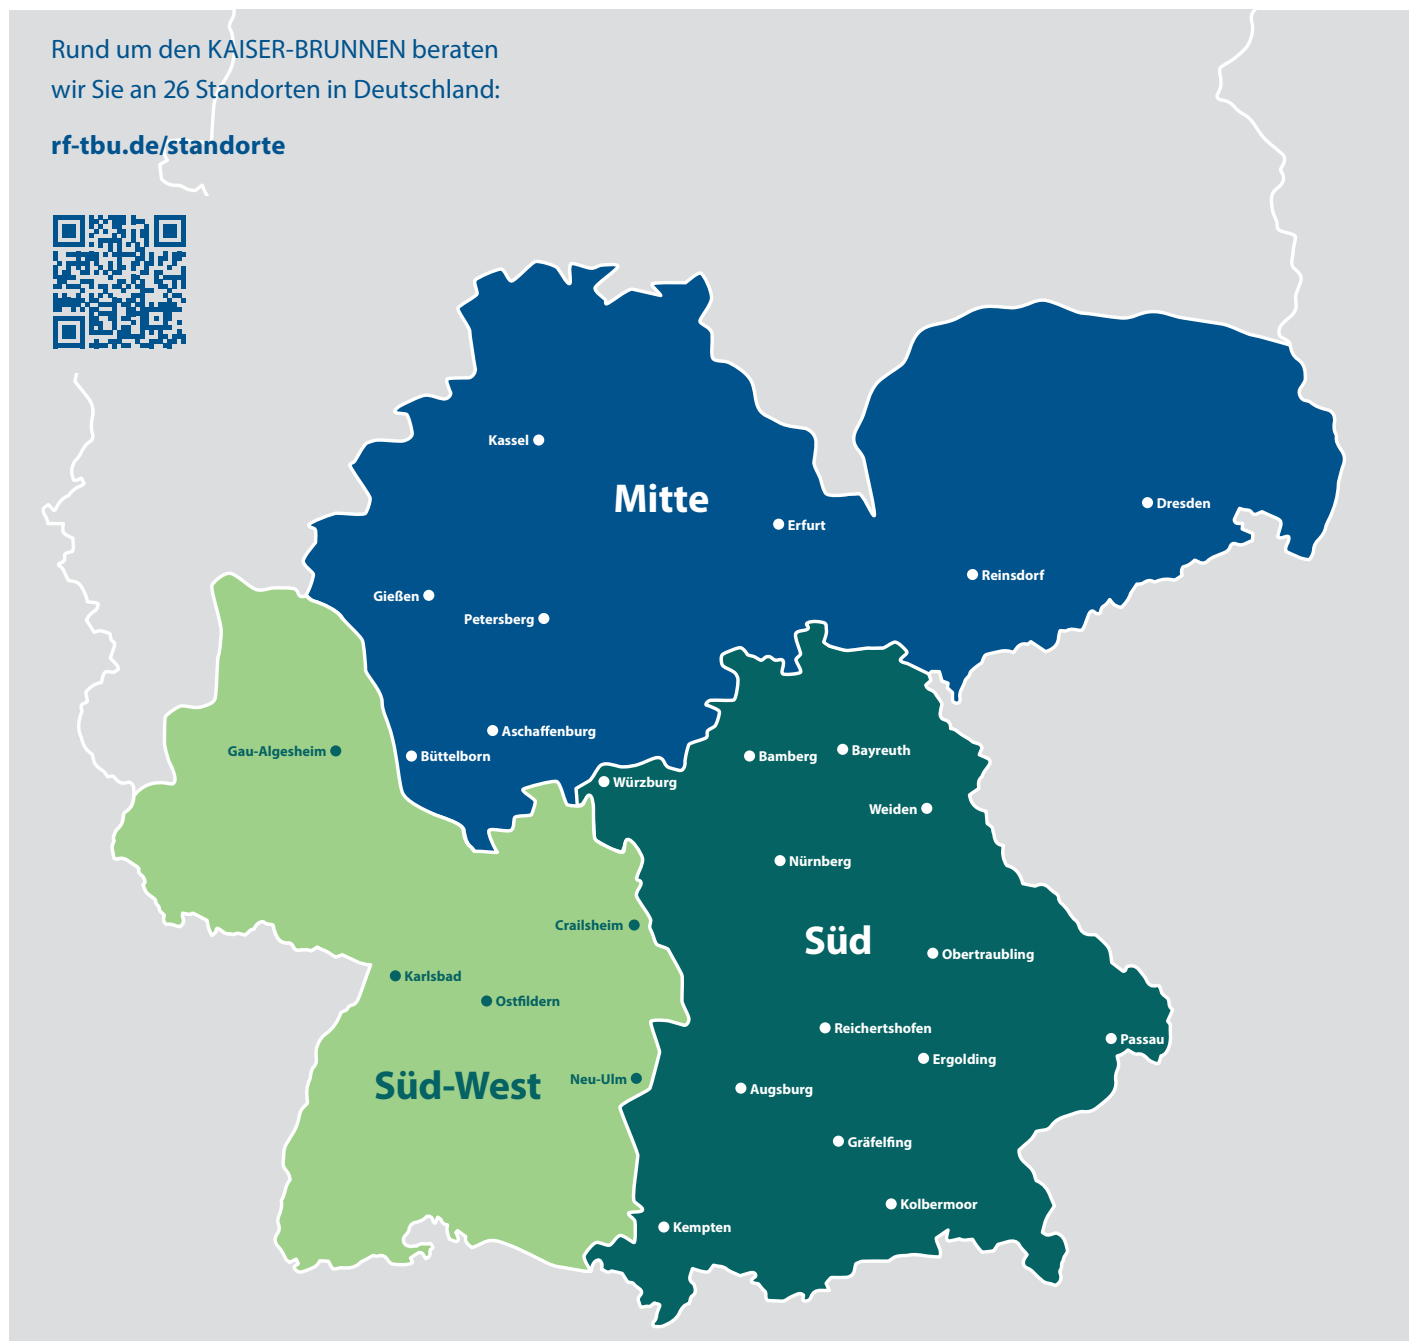 Rund um den KAISER-BRUNNEN beraten
wir Sie an 26 Standorten in Deutschland:
rf-tbu.de/standorte
Kassel
Mitte
Erfurt
Dresden
Reinsdorf
Gießen
Petersberg
Aschaffenburg
Büttelborn
Gau-Algesheim
Würzburg
Bamberg
Bayreuth
Weiden
Nürnberg
Crailsheim
Süd
Obertraubling
Karlsbad
Ostfildern
Reichertshofen
Passau
Ergolding
Süd-West
Neu-Ulm
Augsburg
Gräfelfing
Kolbermoor
Kempten